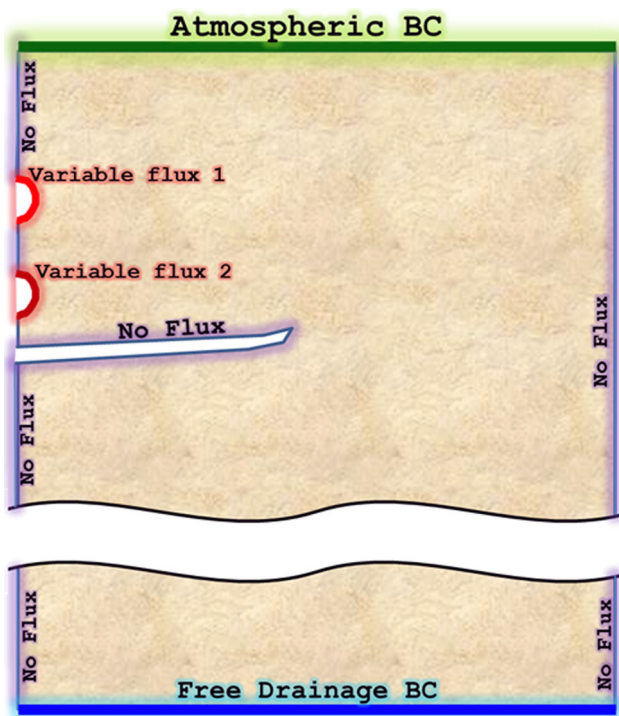 Atmospheric BC
No Flux
Variable flux 1
Variable flux 2
No Flux
No Flux
No Flux
No Flux
No Flux
Free Drainage BC